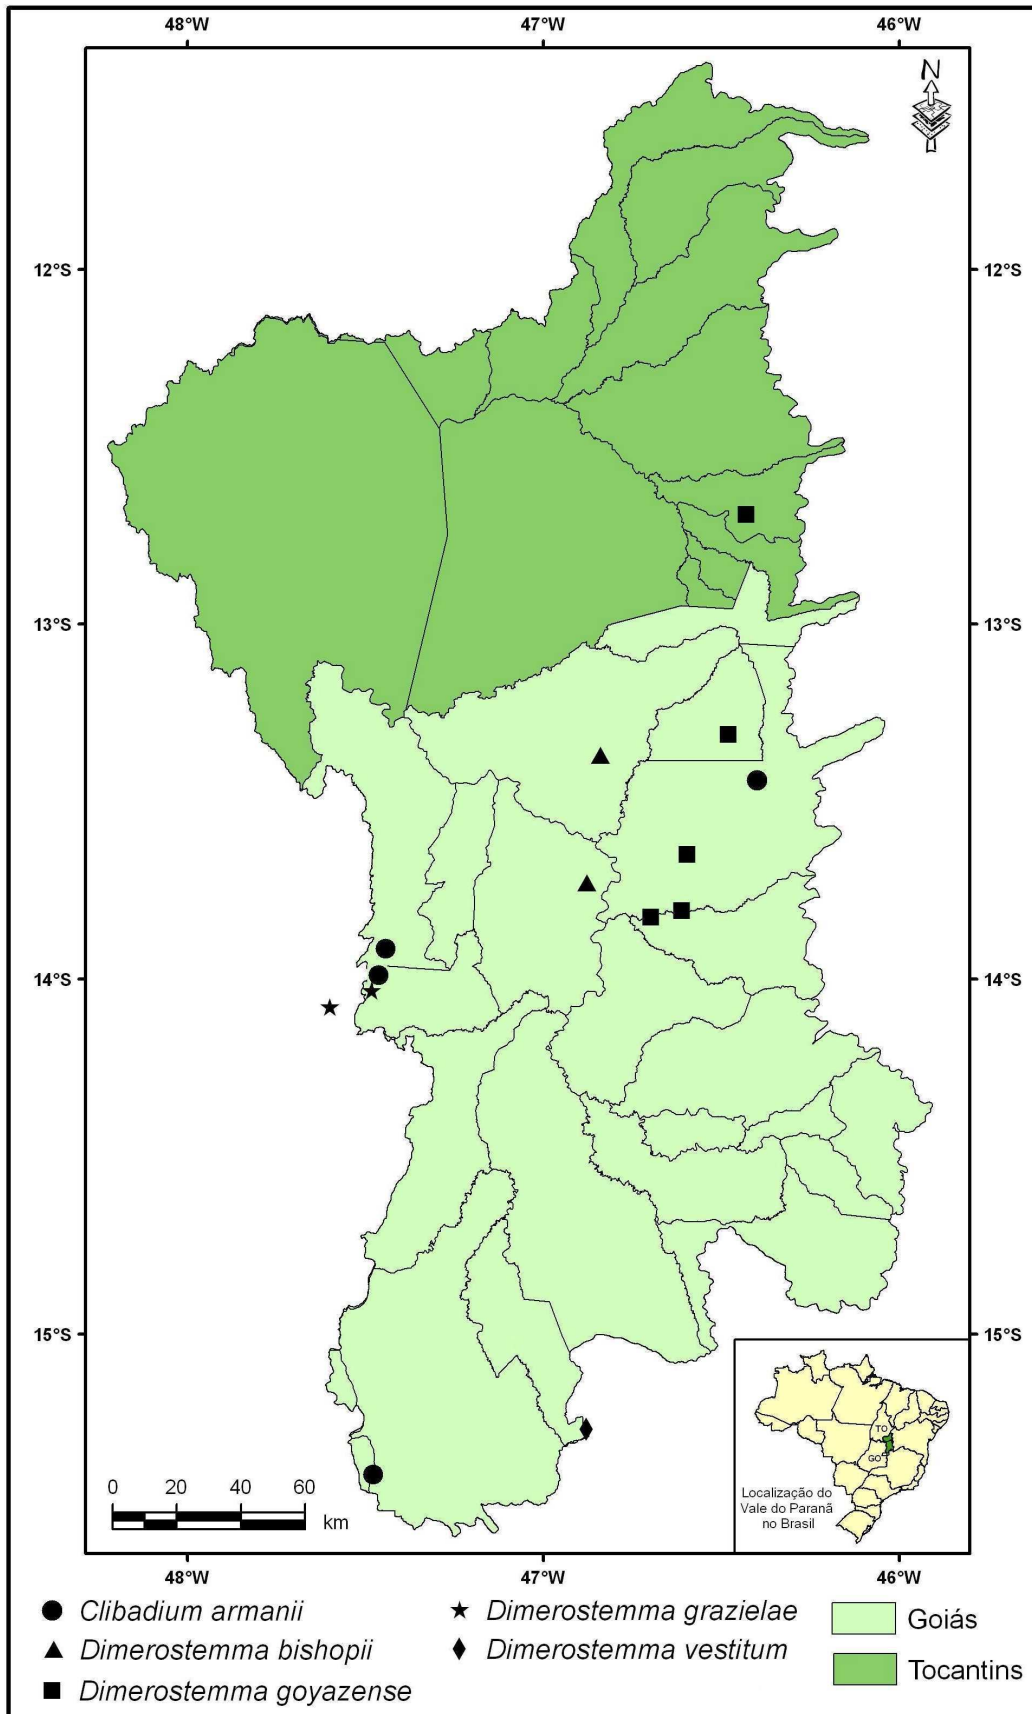 48°W 47°W 46°W
N
12°S 12°S
13°S 13°S
14°S 14°S
15°S 15°S
TO
GO
Localização do
Vale do Paranã
no Brasil
0 20 40 60
km
48°W 47°W 46°W
Clibadium armanii
Dimerostemma bishopii
Dimerostemma goyazense
Dimerostemma grazielae
Dimerostemma vestitum
Goiás
Tocantins